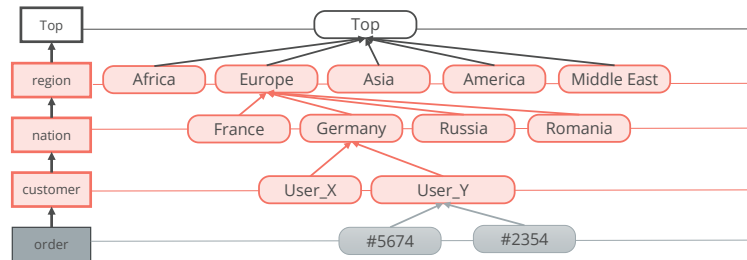 Top
Top
region
Africa
Europe
Asia
America
Middle East
nation
France
Germany
Russia
Romania
customer
User_X
User_Y
order
#5674
#2354